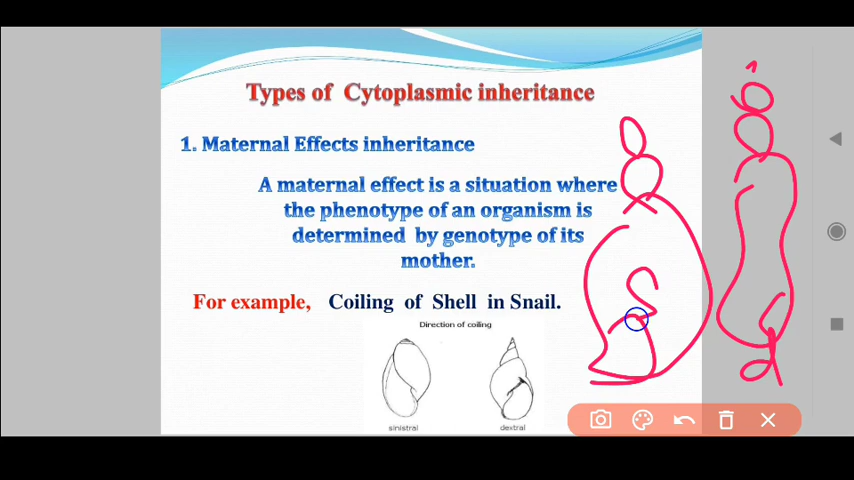 Types of Cytoplasmic inheritance
1. Maternal Effects inheritance
A maternal effect is a situation where
the phenotype of an organism is
determined by genotype of its
mother.
For example, Coiling of Shell in Snail.
Direction of coiling
sinistral dextral